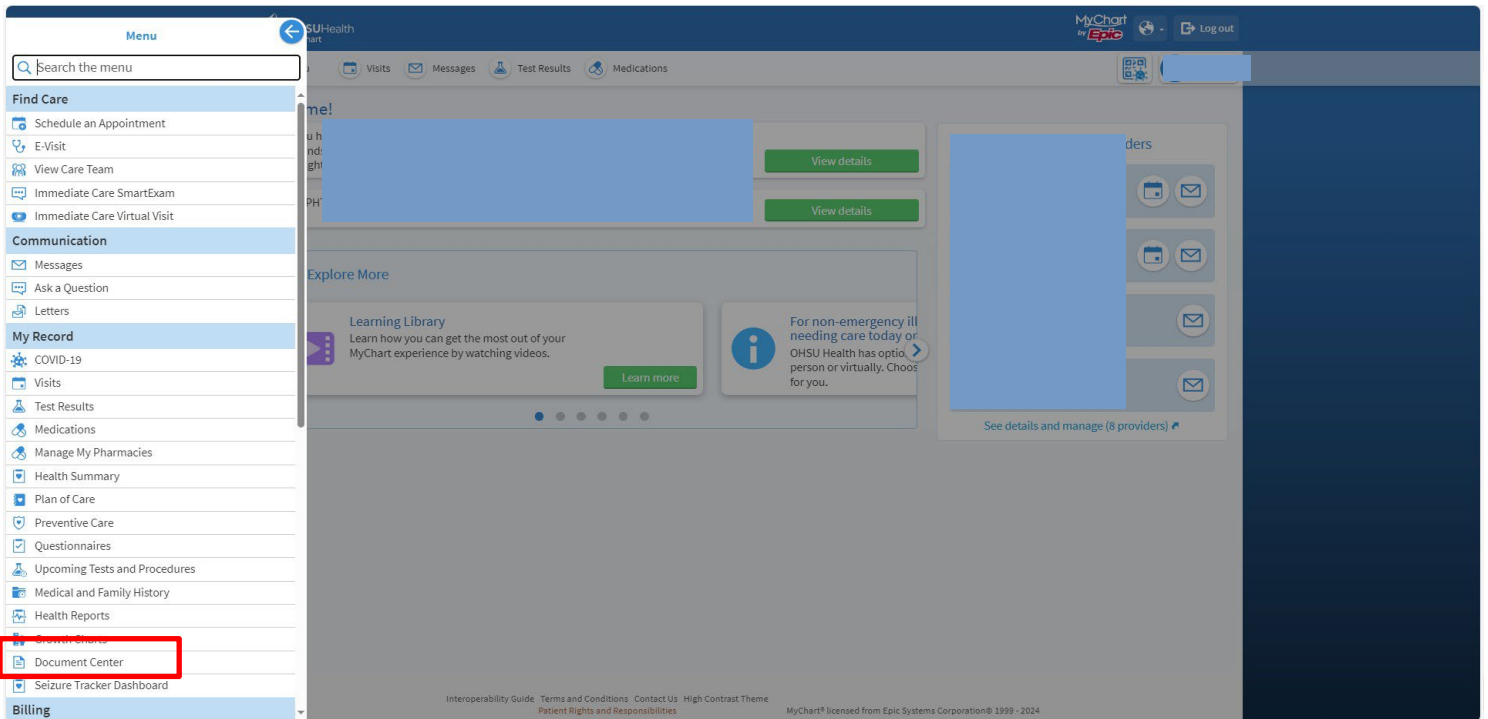 Menu
Search the menu
Find Care
Schedule an Appointment
E-Visit
View Care Team
Immediate Care SmartExam
Immediate Care Virtual Visit
Communication
Messages
Ask a Question
Letters
My Record
COVID-19
Visits
Test Results
Medications
Manage My Pharmacies
Health Summary
Plan of Care
Preventive Care
Questionnaires
Upcoming Tests and Procedures
Medical and Family History
Health Reports
Growth Charts
Document Center
Seizure Tracker Dashboard
Billing
SUHealth
MyChart
by Epic
Log out
Visits
Messages
Test Results
Medications
me!
View details
View details
ders
Explore More
Learning Library
Learn how you can get the most out of your
MyChart experience by watching videos.
Learn more
For non-emergency ill
needing care today or
OHSU Health has optio
person or virtually. Choos
for you.
See details and manage (8 providers)
Interoperability Guide Terms and Conditions Contact Us High Contrast Theme
Patient Rights and Responsibilities
MyChart® licensed from Epic Systems Corporation© 1999 - 2024